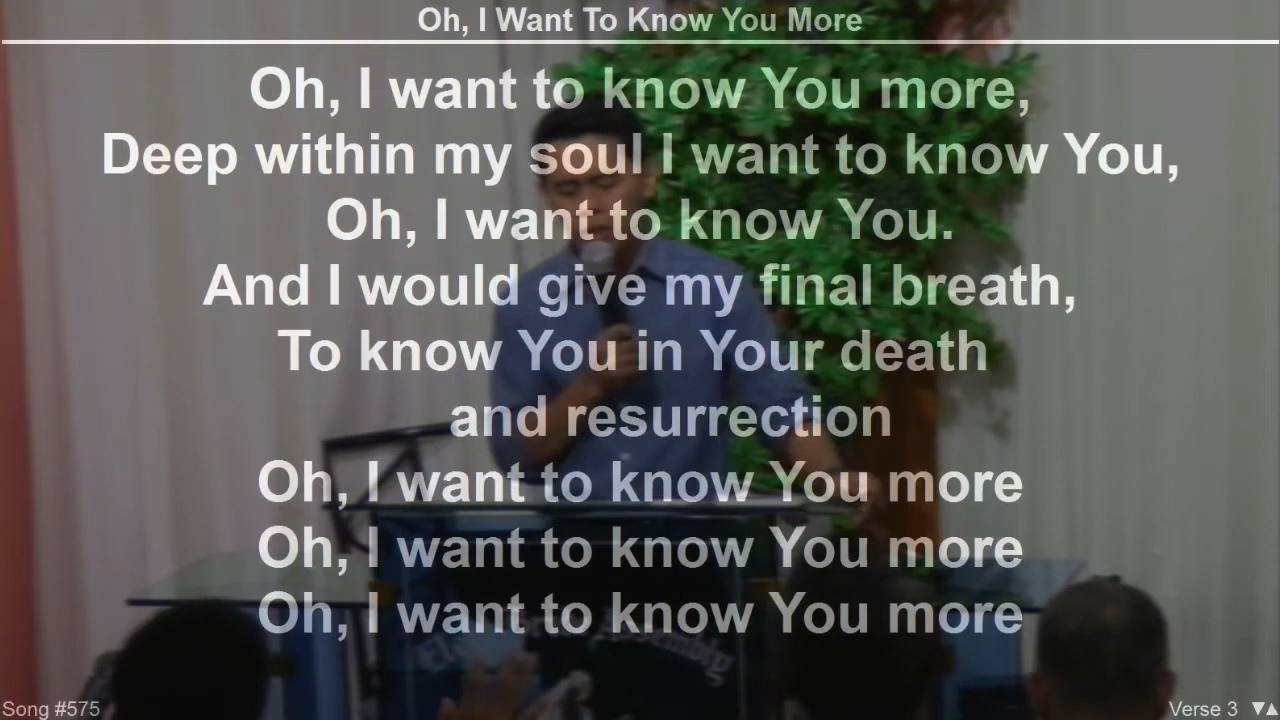 Oh, I Want To Know You More
Oh, I want to know You more,
Deep within my soul I want to know You,
Oh, I want to know You.
And I would give my final breath,
To know You in Your death
and resurrection
Oh, I want to know You more
Oh, I want to know You more
Oh, I want to know You more
Assembly
Song #575
Verse 3 ▼▲